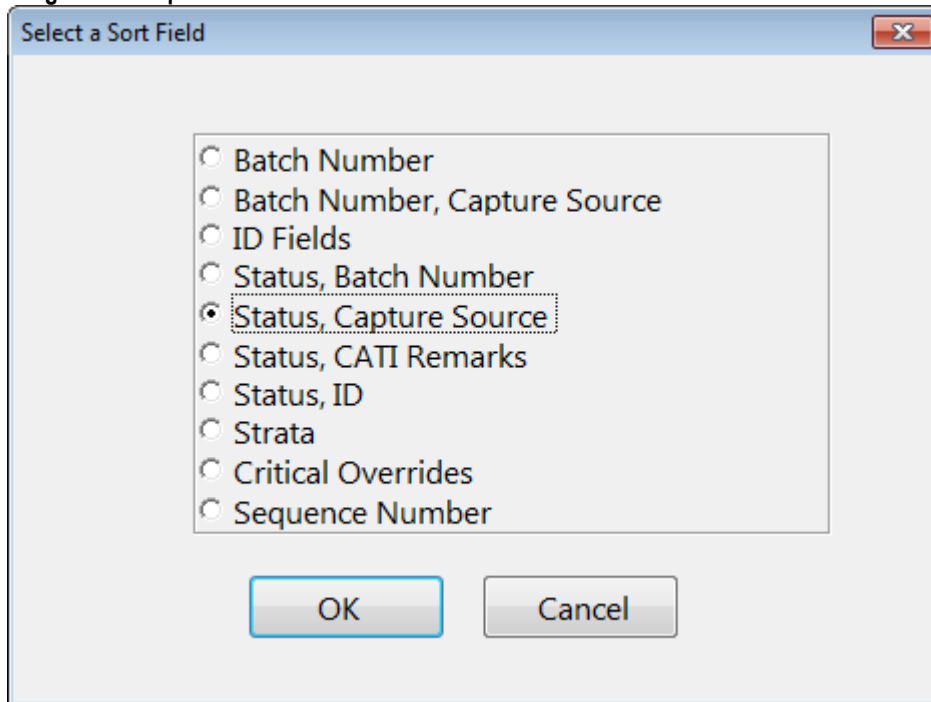 Select a Sort Field
Batch Number
Batch Number, Capture Source
ID Fields
Status, Batch Number
Status, Capture Source
Status, CATI Remarks
Status, ID
Strata
Critical Overrides
Sequence Number
OK
Cancel